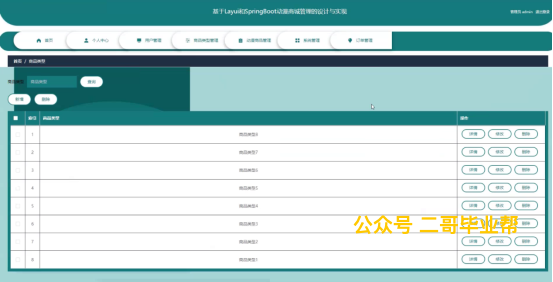 基于Layui和SpringBoot动漫商城管理的设计与实现
管理员 admin 退出登录
首页 个人中心 用户管理 商品类型管理 动漫商品管理 系统管理 订单管理
首页 / 商品类型
商品类型 商品类型 查询
新增 删除
索引 商品类型 操作
1 商品类型8 详情 修改 删除
2 商品类型7 详情 修改 删除
3 详情 修改 删除
4 详情 修改 删除
5 商品类型4 详情 修改 删除
6 商品类型3 详情 修改 删除
7 商品类型2 详情 修改 删除
8 商品类型1 详情 修改 删除
公众号 二哥毕业帮